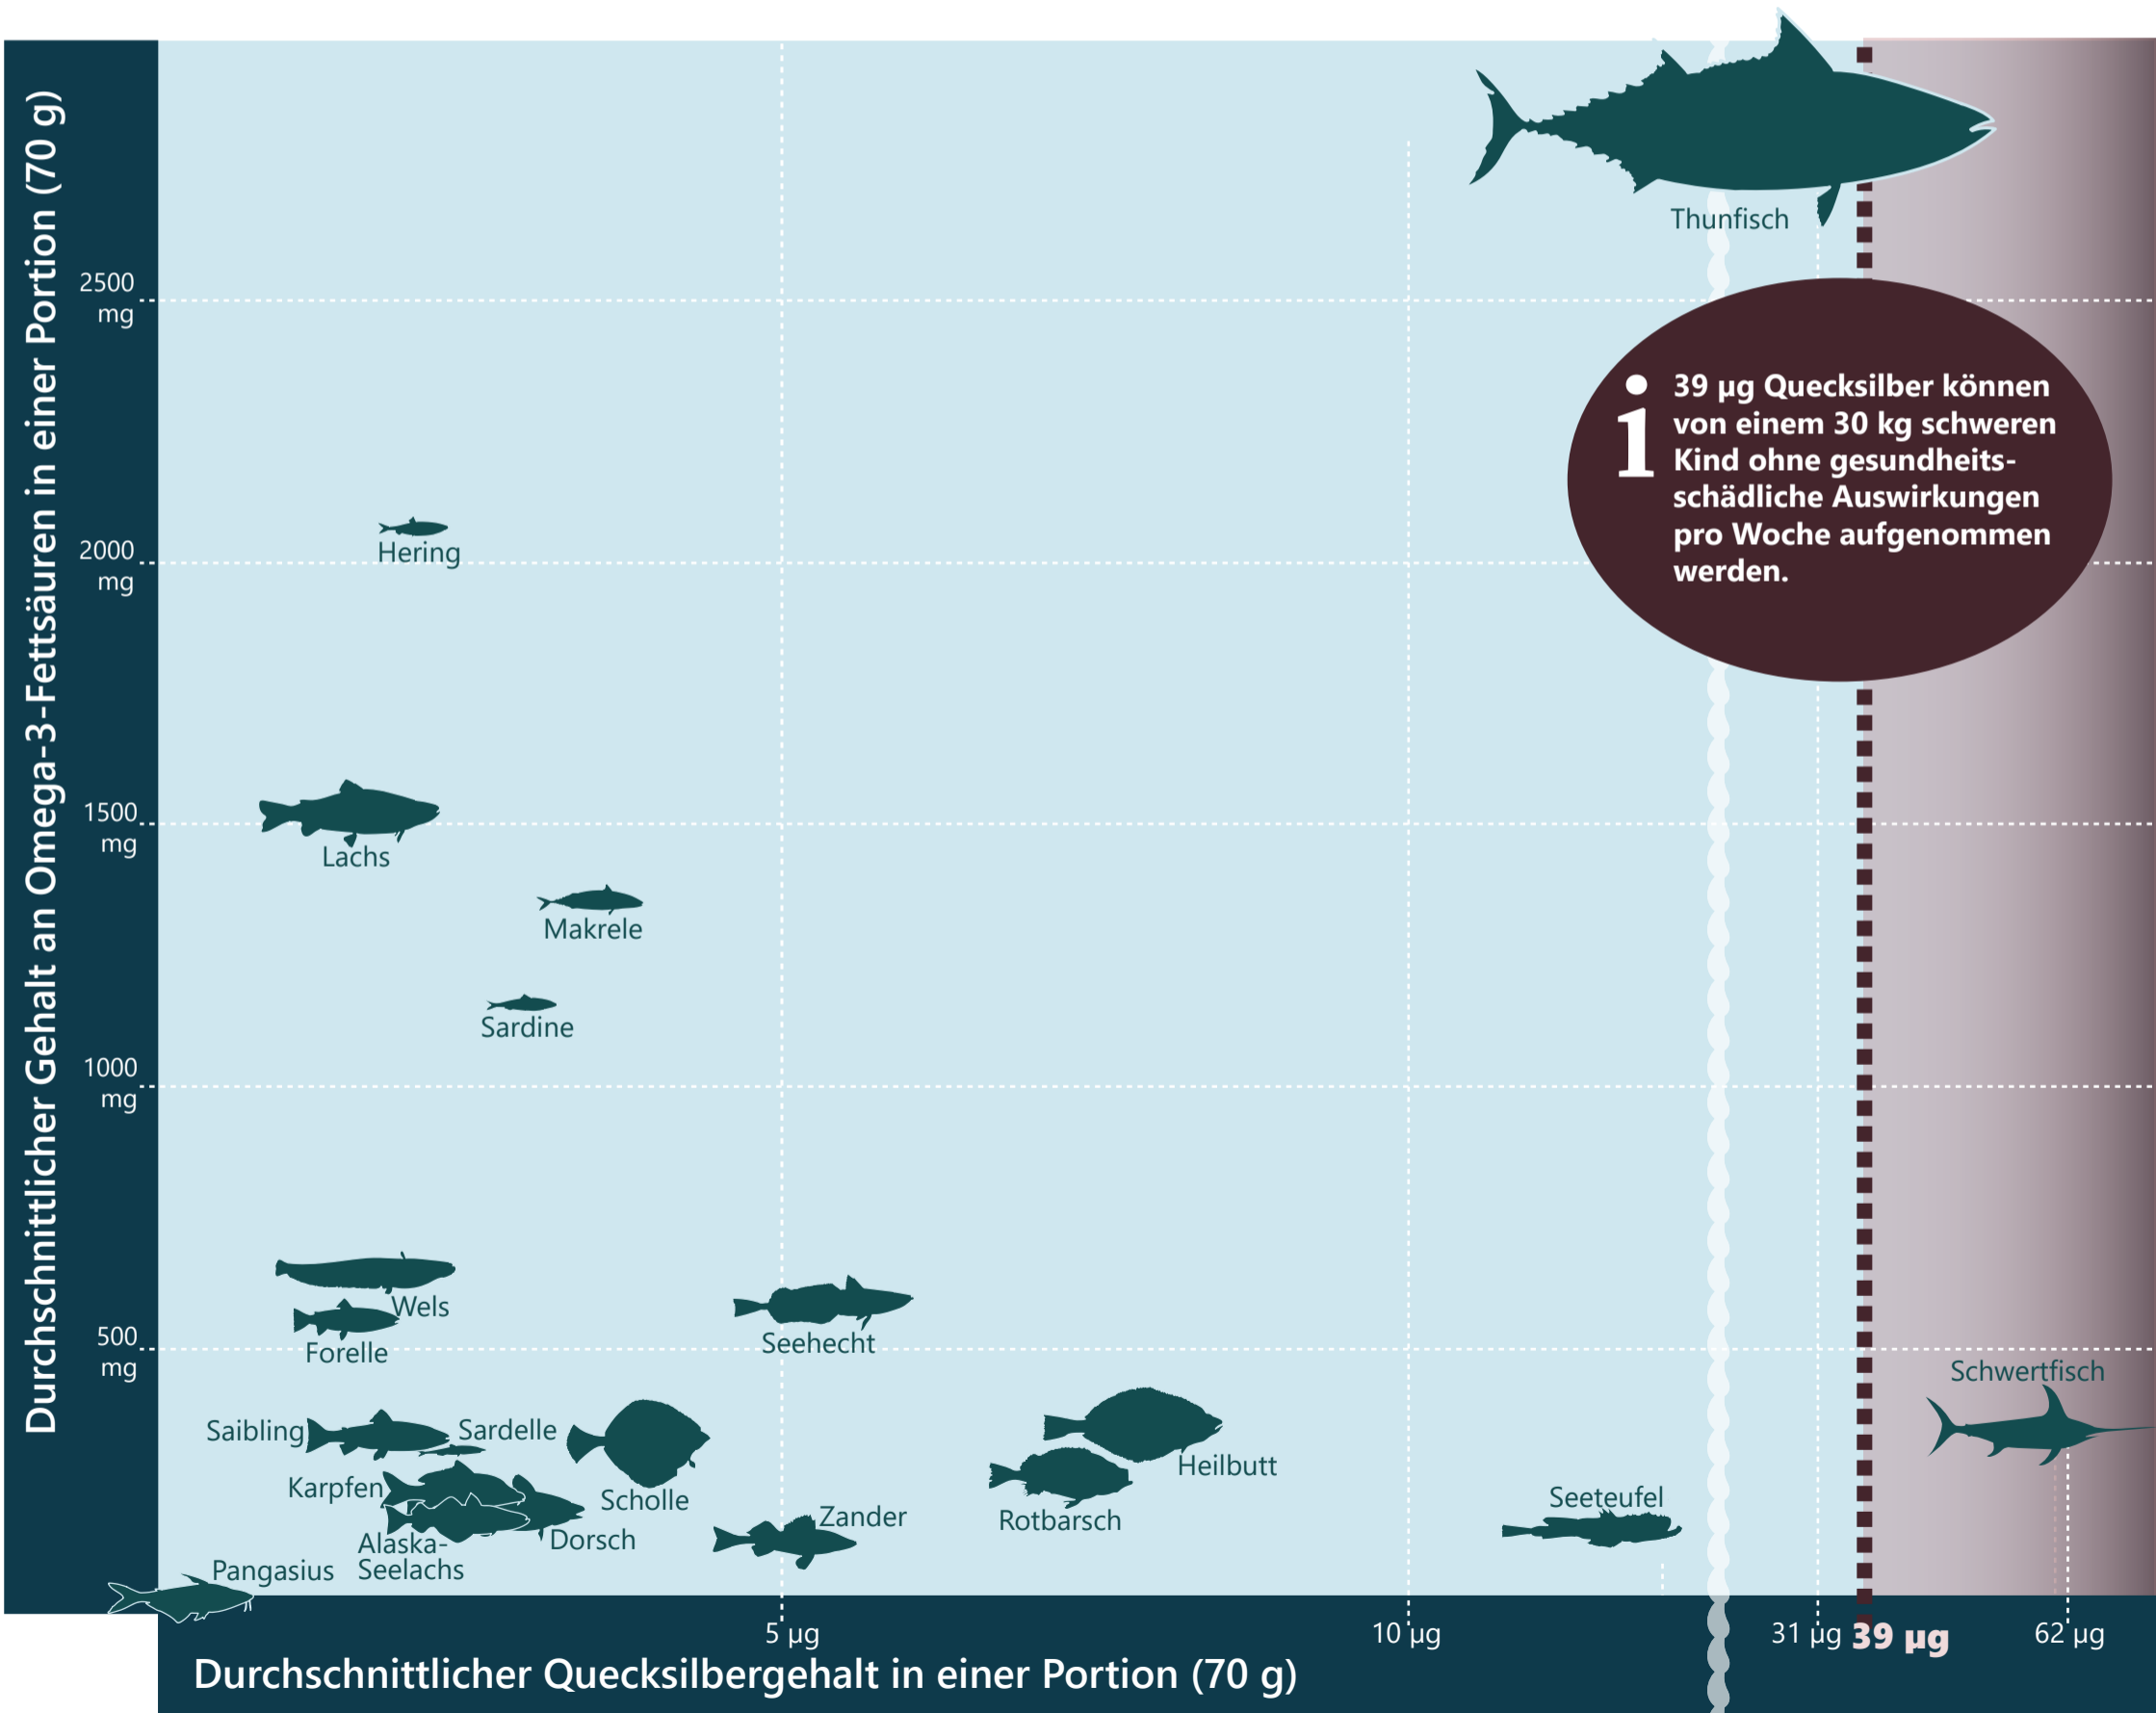 Durchschnittlicher Gehalt an Omega-3-Fettsäuren in einer Portion (70 g)
2500
mg
2000
mg
1500
mg
1000
mg
500
mg
Thunfisch
39 µg Quecksilber können
von einem 30 kg schweren
Kind ohne gesundheits-
schädliche Auswirkungen
pro Woche aufgenommen
werden.
Hering
Lachs
Makrele
Sardine
Wels
Forelle
Seehecht
Schwertfisch
Saibling
Sardelle
Heilbutt
Karpfen
Scholle
Seeteufel
Rotbarsch
Zander
Dorsch
Alaska-
Seelachs
Pangasius
5 µg
10 µg
31 µg
39 µg
62 µg
Durchschnittlicher Quecksilbergehalt in einer Portion (70 g)